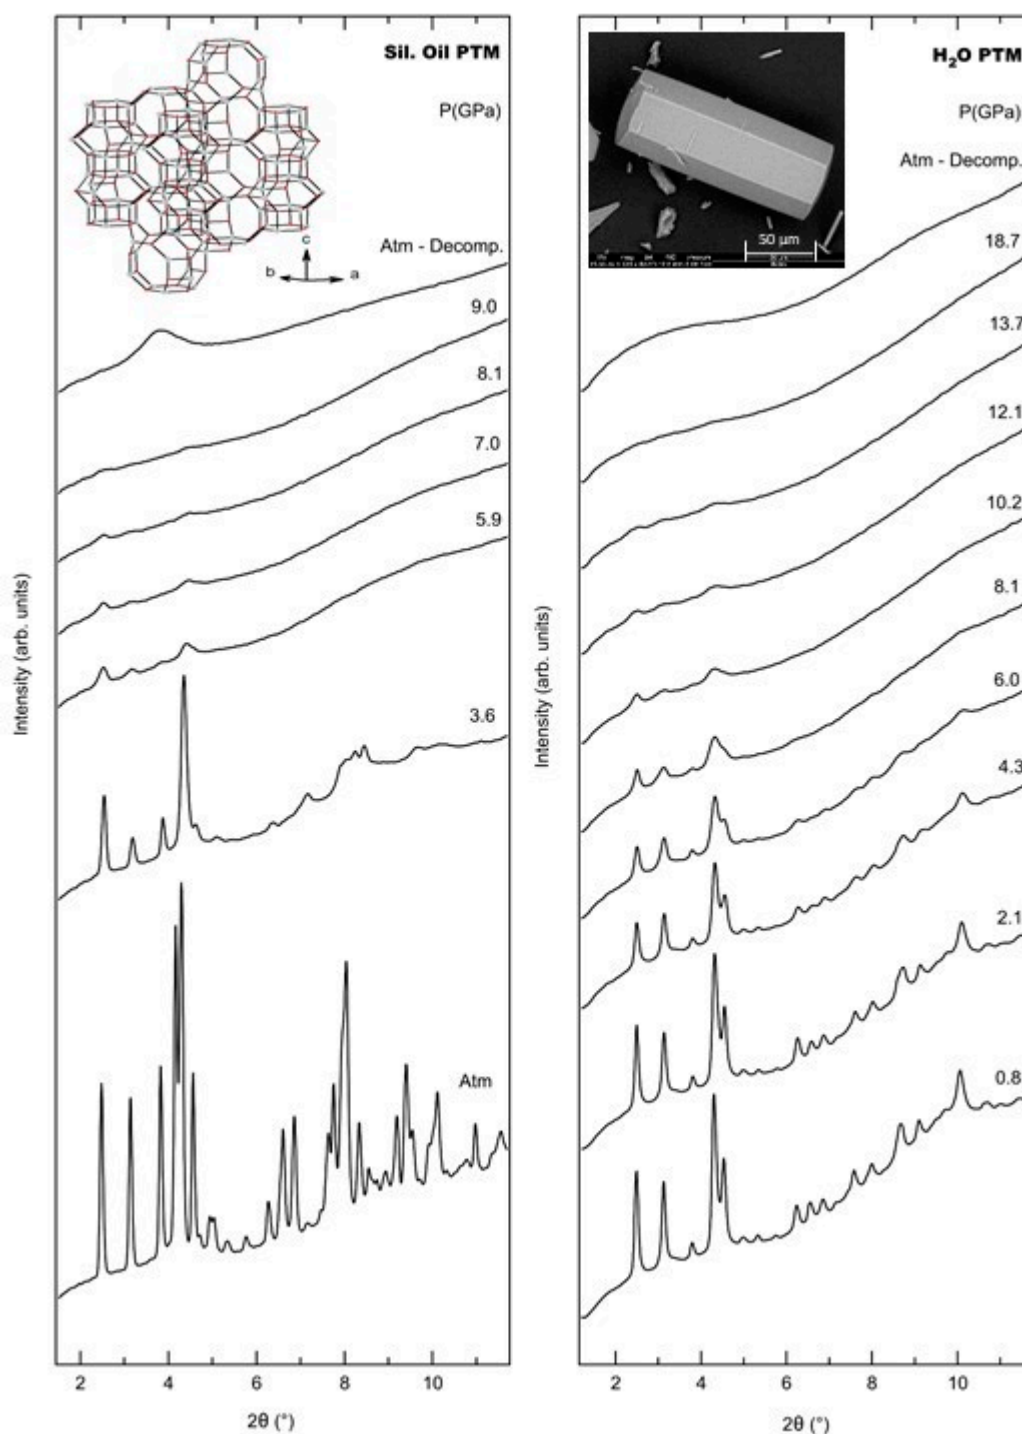 Sil. Oil PTM
P(GPa)
c
b
a
Atm - Decomp.
9.0
8.1
7.0
5.9
3.6
Atm
Intensity (arb. units)
2 4 6 8 10
2θ (°)
H₂O PTM
P(GPa)
Atm - Decomp.
50 µm
18.7
13.7
12.1
10.2
8.1
6.0
4.3
2.1
0.8
Intensity (arb. units)
2 4 6 8 10
2θ (°)